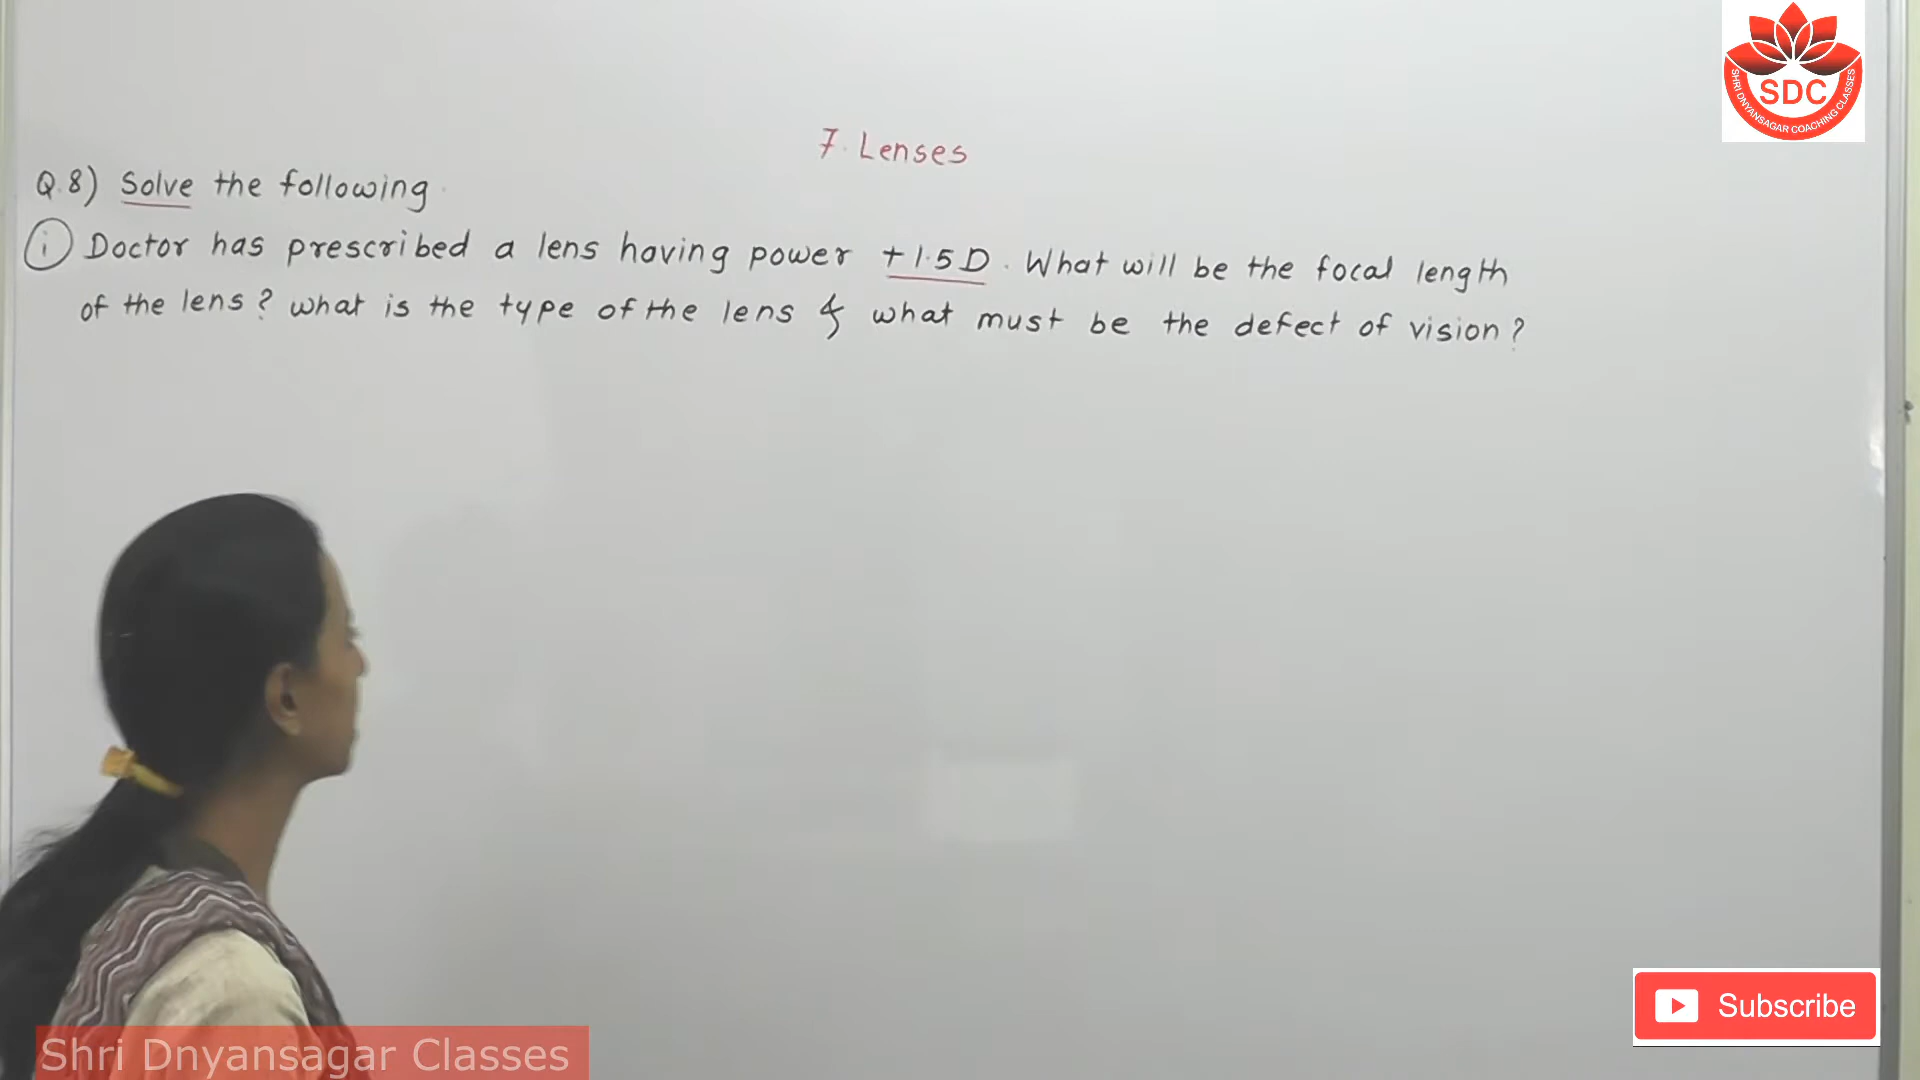 SDC
SHRI DNYANSAGAR COACHING CLASSES
7. Lenses
Q.8) Solve the following.
i Doctor has prescribed a lens having power +1.5D. What will be the focal length
of the lens? what is the type of the lens & what must be the defect of vision?
Subscribe
Shri Dnyansagar Classes